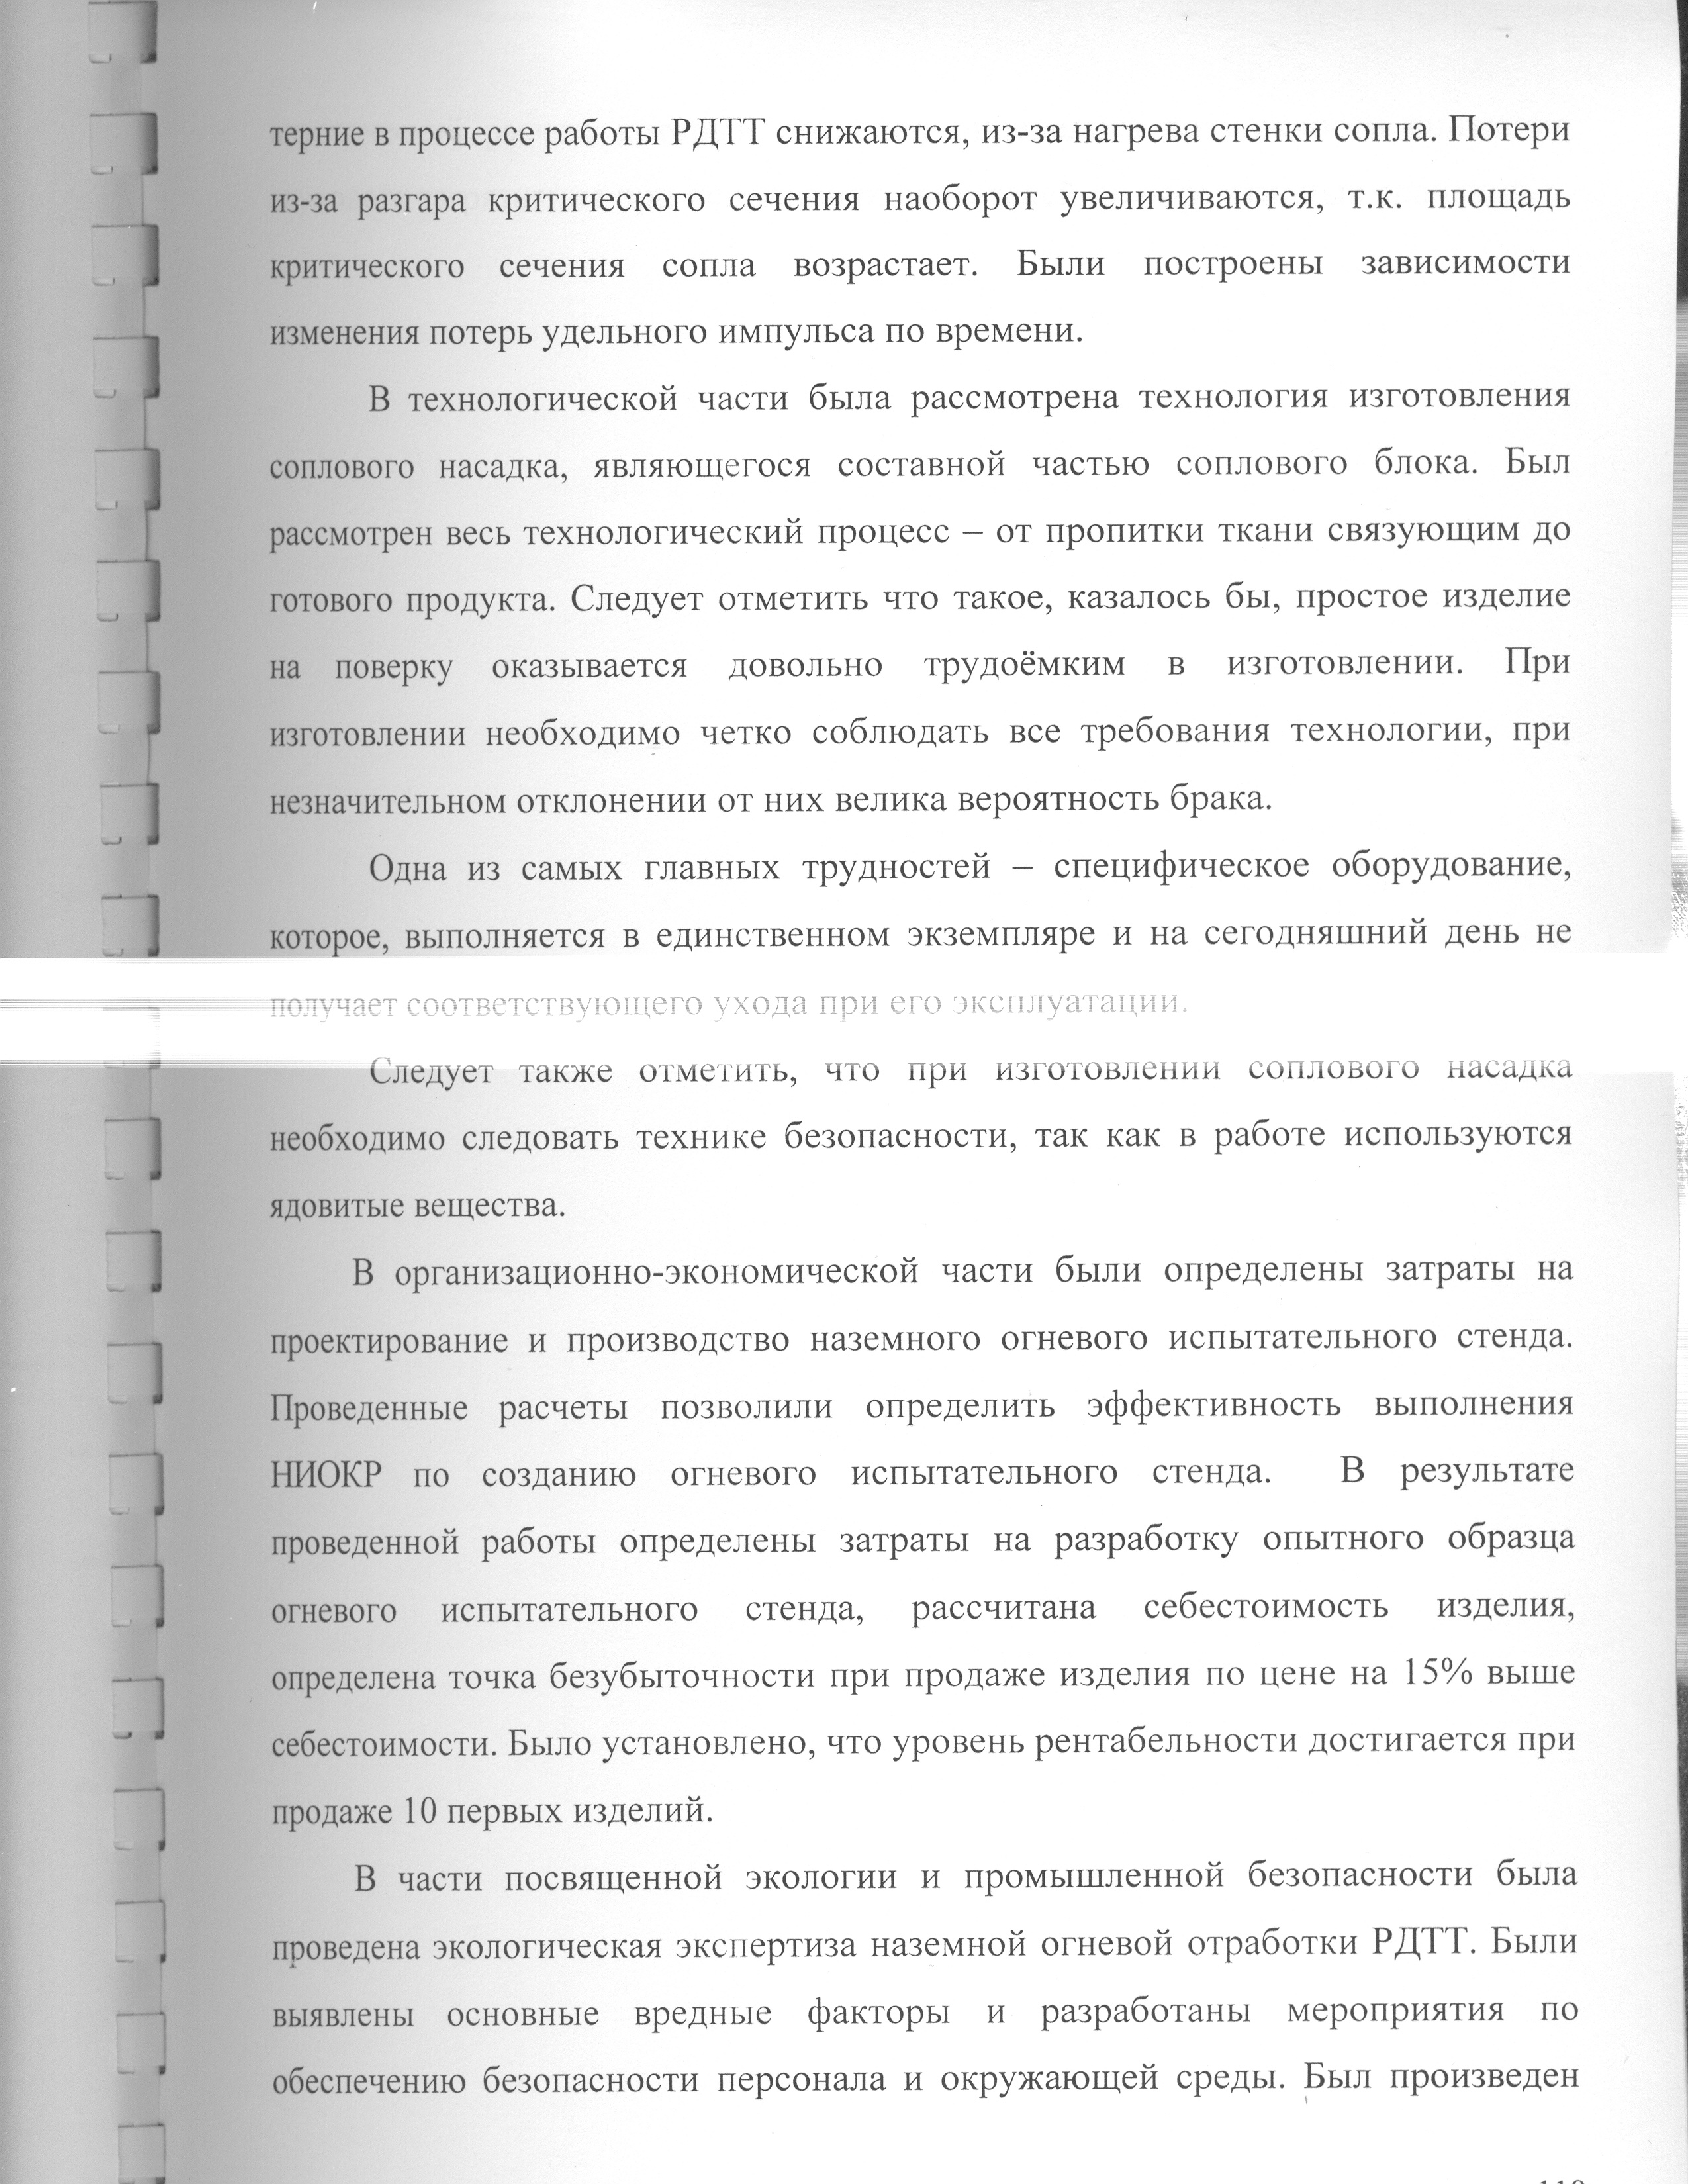 терние в процессе работы РДТТ снижаются, из-за нагрева стенки сопла. Потери
из-за разгара критического сечения наоборот увеличиваются, т.к. площадь
критического сечения сопла возрастает. Были построены зависимости
изменения потерь удельного импульса по времени.
В технологической части была рассмотрена технология изготовления
соплового насадка, являющегося составной частью соплового блока. Был
рассмотрен весь технологический процесс – от пропитки ткани связующим до
готового продукта. Следует отметить что такое, казалось бы, простое изделие
на поверку оказывается довольно трудоёмким в изготовлении. При
изготовлении необходимо четко соблюдать все требования технологии, при
незначительном отклонении от них велика вероятность брака.
Одна из самых главных трудностей – специфическое оборудование,
которое, выполняется в единственном экземпляре и на сегодняшний день не
получает соответствующего ухода при его эксплуатации.
Следует также отметить, что при изготовлении соплового насадка
необходимо следовать технике безопасности, так как в работе используются
ядовитые вещества.
В организационно-экономической части были определены затраты на
проектирование и производство наземного огневого испытательного стенда.
Проведенные расчеты позволили определить эффективность выполнения
НИОКР по созданию огневого испытательного стенда. В результате
проведенной работы определены затраты на разработку опытного образца
огневого испытательного стенда, рассчитана себестоимость изделия,
определена точка безубыточности при продаже изделия по цене на 15% выше
себестоимости. Было установлено, что уровень рентабельности достигается при
продаже 10 первых изделий.
В части посвященной экологии и промышленной безопасности была
проведена экологическая экспертиза наземной огневой отработки РДТТ. Были
выявлены основные вредные факторы и разработаны мероприятия по
обеспечению безопасности персонала и окружающей среды. Был произведен